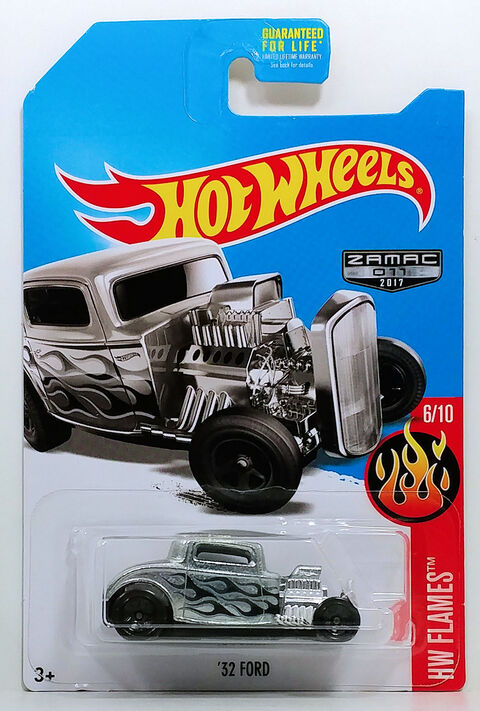 GUARANTEED
FOR LIFE*
LIMITED LIFETIME WARRANTY.
See back for details
HOT WHEELS®
ZAMAC
011
2017
6/10
HW FLAMES™
'32 FORD
3+